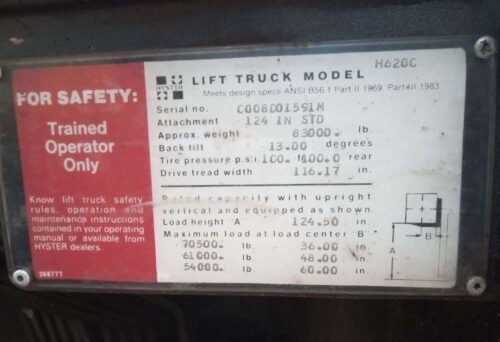 FOR SAFETY:
Trained
Operator
Only
Know lift truck safety
rules, operation and
maintenance instructions
contained in your operating
manual or available from
HYSTER dealers.
268777
HYSTER
LIFT TRUCK MODEL H620C
Meets design specs ANSI B56.1 Part II 1969, Part III 1983
Serial no. C008D01591M
Attachment 124 IN STD
Approx. weight 83000. lb.
Back tilt 13.00 degrees
Tire pressure p.s.i. 100. 100.0 rear
Drive tread width 116.17 in.
Rated capacity with upright
vertical and equipped as shown.
Load height "A" 124.50 in.
Maximum load at load center "B"
70500. lb. 36.00 in.
61000. lb. 48.00 in.
54000. lb. 60.00 in.
A
B